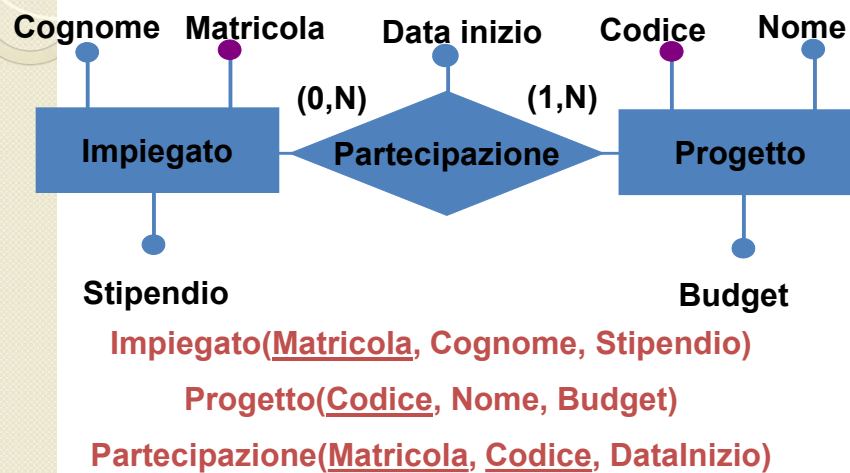 Cognome Matricola Data inizio Codice Nome
(0,N) (1,N)
Impiegato Partecipazione Progetto
Stipendio Budget
Impiegato(Matricola, Cognome, Stipendio)
Progetto(Codice, Nome, Budget)
Partecipazione(Matricola, Codice, DataInizio)